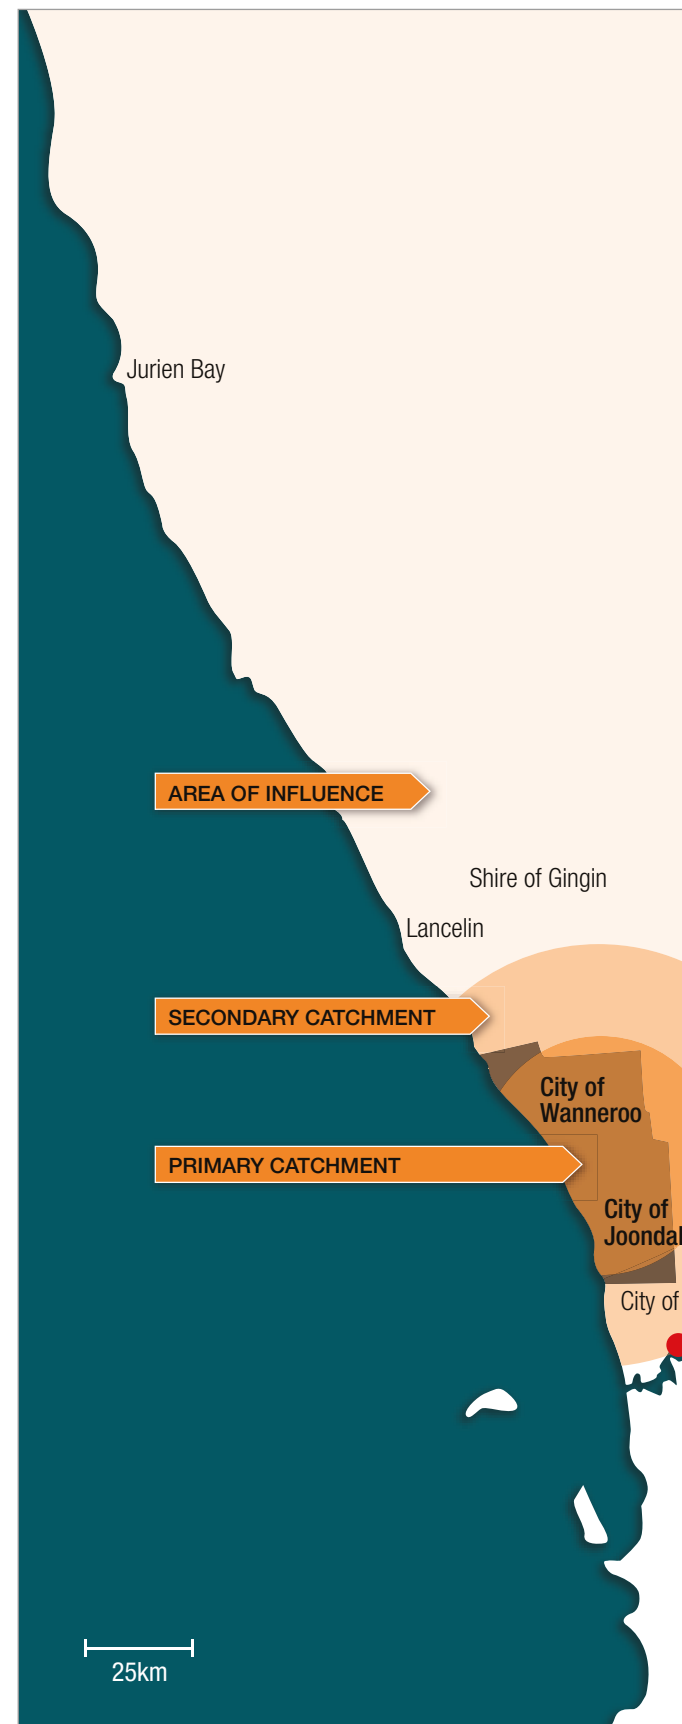 Jurien Bay
AREA OF INFLUENCE
Shire of Gingin
Lancelin
SECONDARY CATCHMENT
City of
Wanneroo
PRIMARY CATCHMENT
City of
Joondal
City of
25km